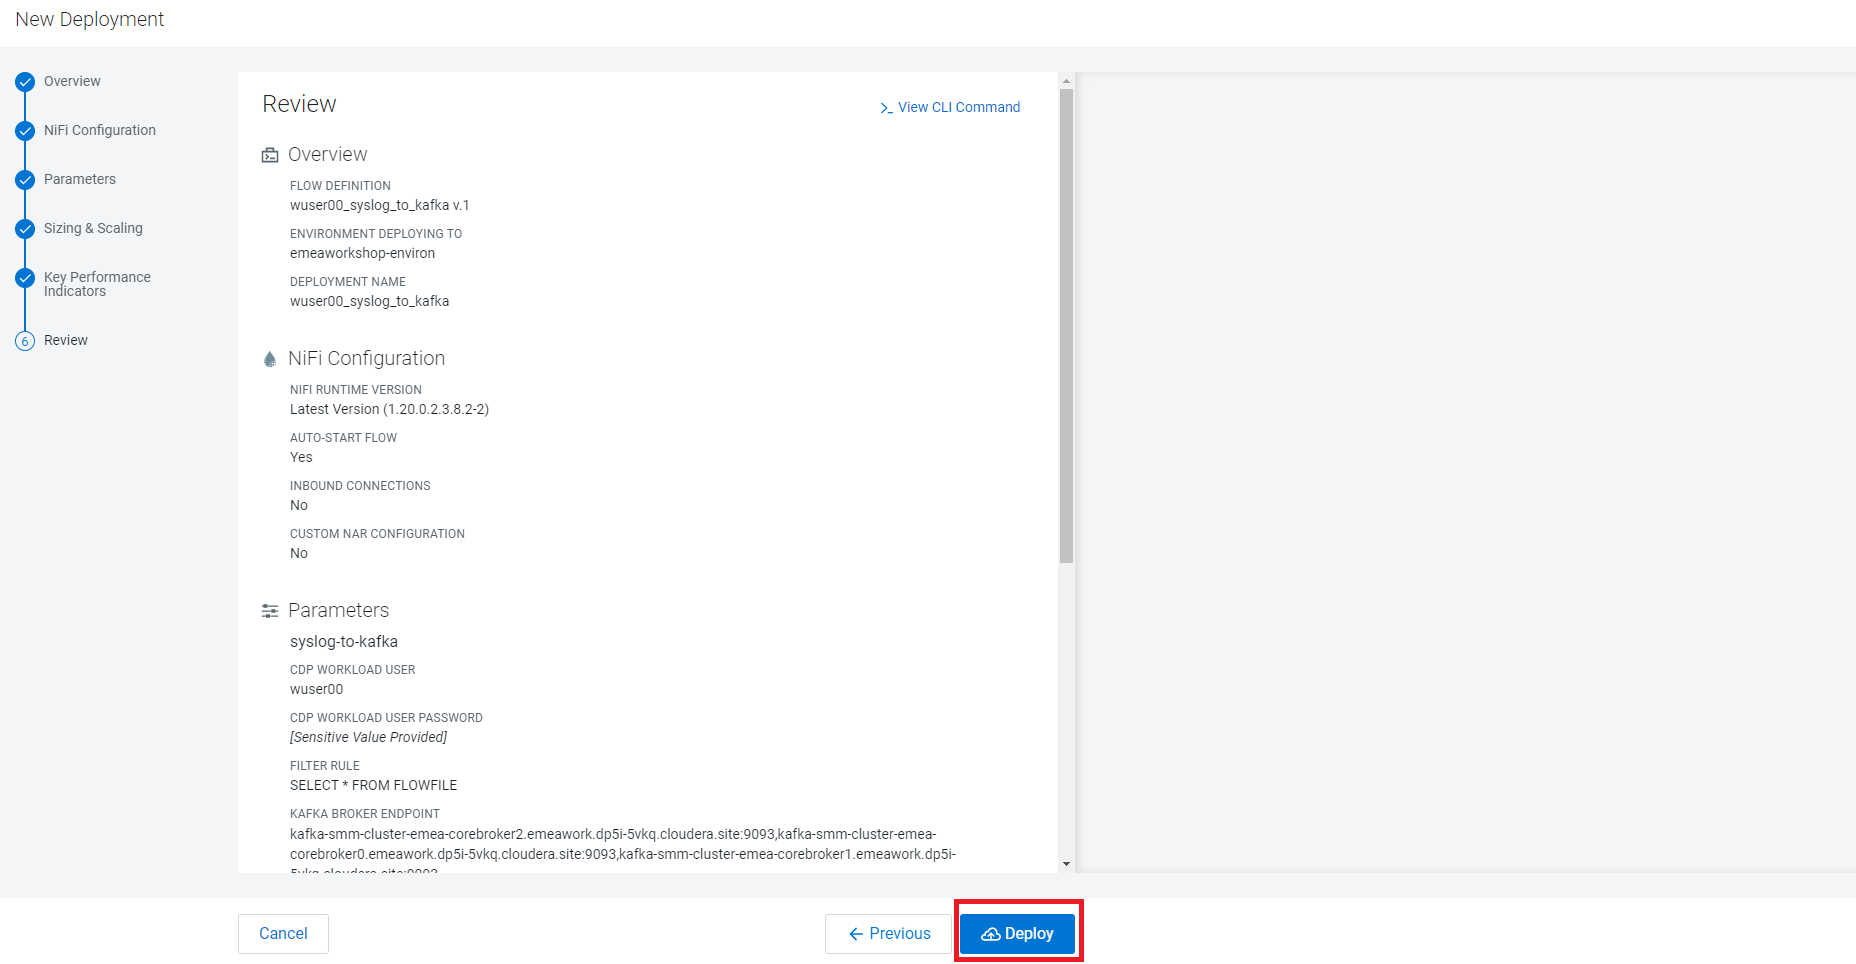 New Deployment
Overview
NiFi Configuration
Parameters
Sizing & Scaling
Key Performance
Indicators
6
Review
Review
>_ View CLI Command
Overview
FLOW DEFINITION
wuser00_syslog_to_kafka v.1
ENVIRONMENT DEPLOYING TO
emeaworkshop-environ
DEPLOYMENT NAME
wuser00_syslog_to_kafka
NiFi Configuration
NIFI RUNTIME VERSION
Latest Version (1.20.0.2.3.8.2-2)
AUTO-START FLOW
Yes
INBOUND CONNECTIONS
No
CUSTOM NAR CONFIGURATION
No
Parameters
syslog-to-kafka
CDP WORKLOAD USER
wuser00
CDP WORKLOAD USER PASSWORD
[Sensitive Value Provided]
FILTER RULE
SELECT * FROM FLOWFILE
KAFKA BROKER ENDPOINT
kafka-smm-cluster-emea-corebroker2.emeawork.dp5i-5vkq.cloudera.site:9093,kafka-smm-cluster-emea-
corebroker0.emeawork.dp5i-5vkq.cloudera.site:9093,kafka-smm-cluster-emea-corebroker1.emeawork.dp5i-
5vkq.cloudera.site:9093
Cancel
Previous
Deploy